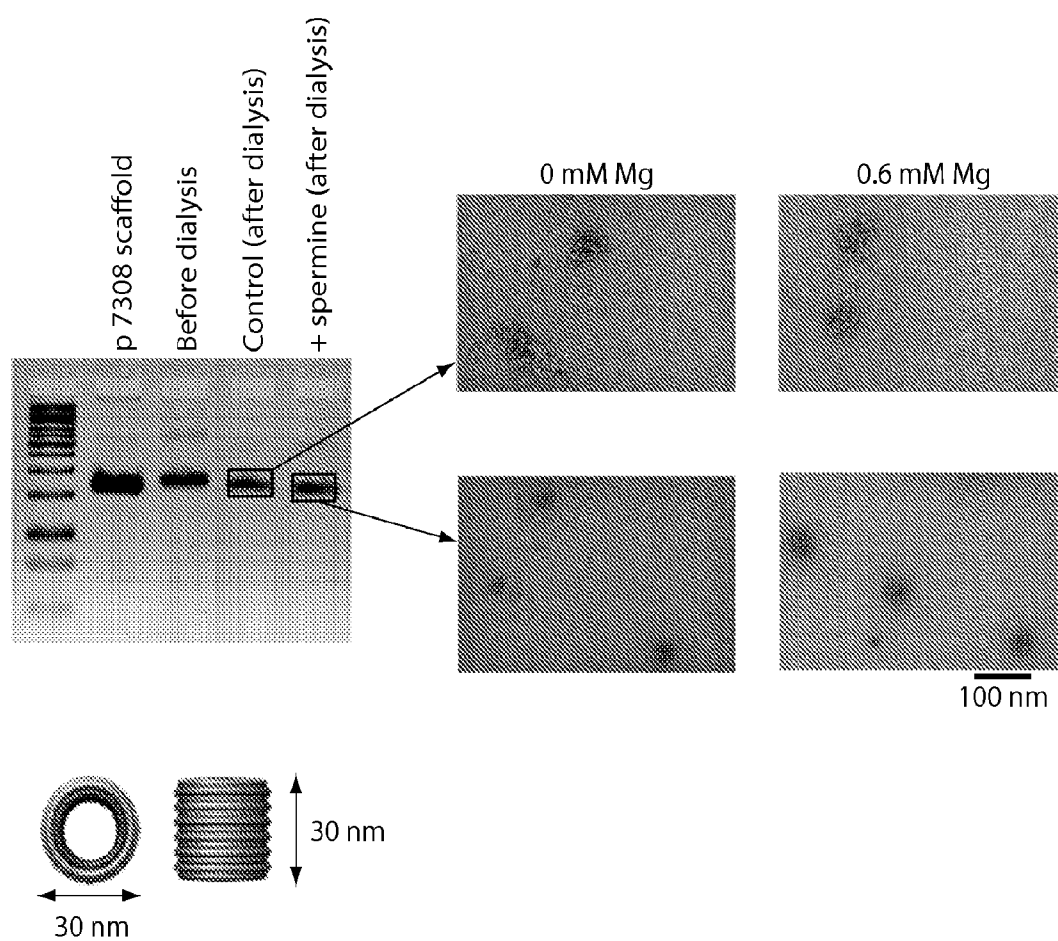 p 7308 scaffold
Before dialysis
Control (after dialysis)
+ spermine (after dialysis)
0 mM Mg
0.6 mM Mg
100 nm
30 nm
30 nm